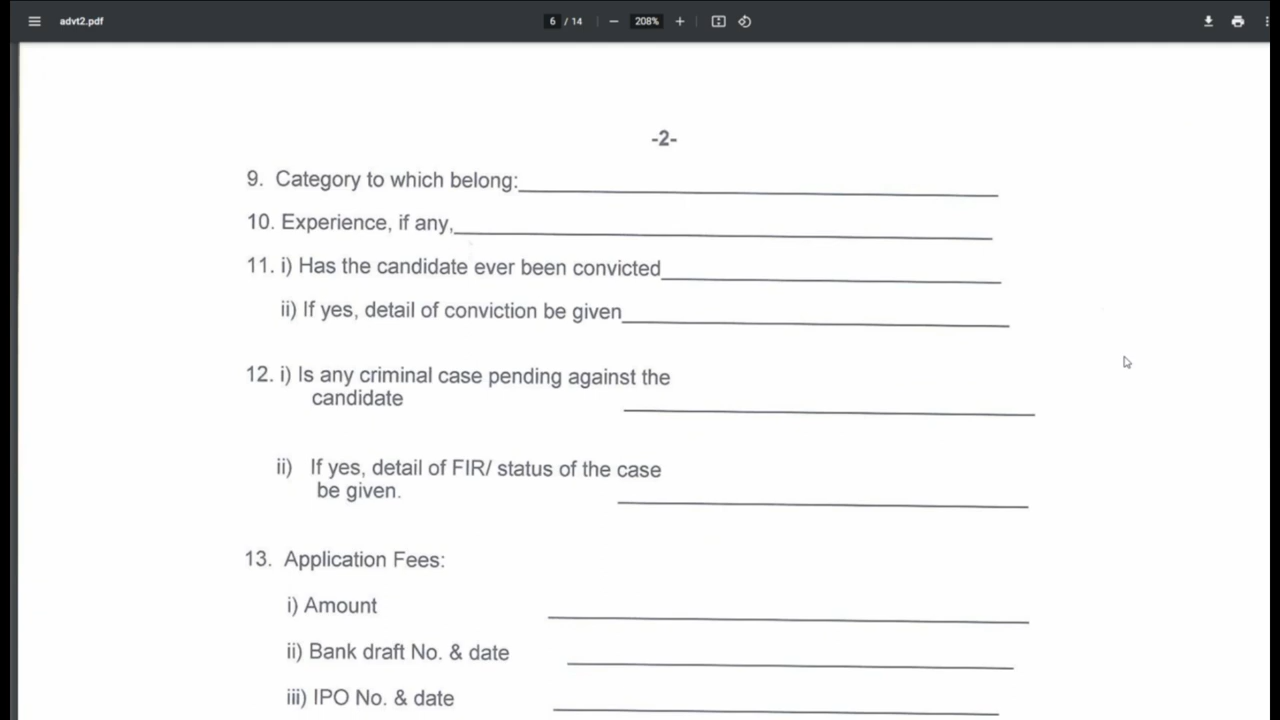 advt2.pdf
6 / 14
208%
-2-
9. Category to which belong:
10. Experience, if any,
11. i) Has the candidate ever been convicted
ii) If yes, detail of conviction be given
12. i) Is any criminal case pending against the
candidate
ii) If yes, detail of FIR/ status of the case
be given.
13. Application Fees:
i) Amount
ii) Bank draft No. & date
iii) IPO No. & date